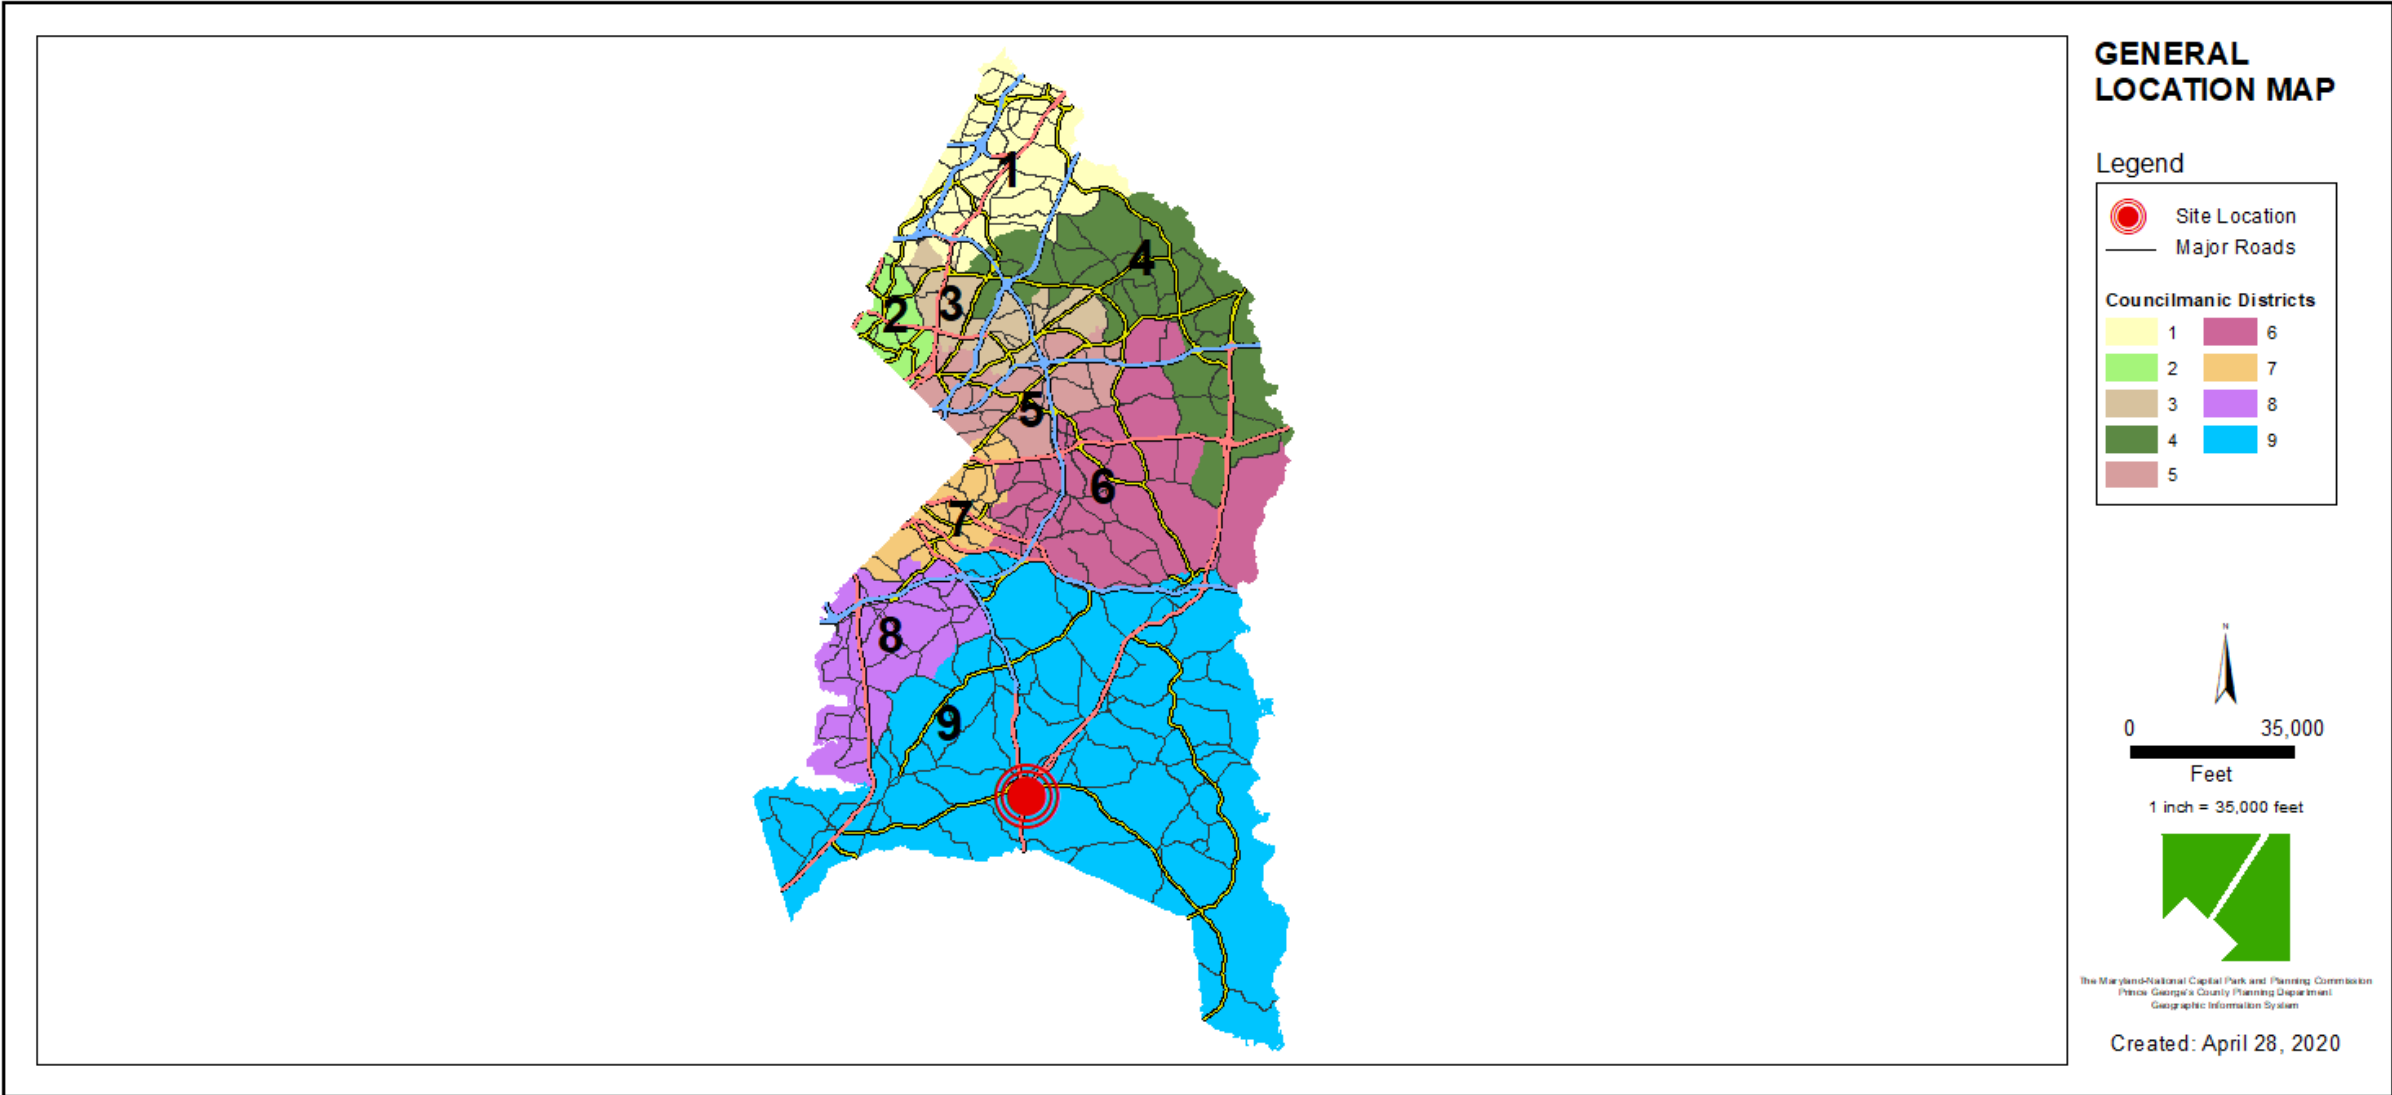 GENERAL
LOCATION MAP
Legend
Site Location
Major Roads
Councilmanic Districts
1 6
2 7
3 8
4 9
5
1
4
3
2
5
6
7
8
9
N
0 35,000
Feet
1 inch = 35,000 feet
The Maryland-National Capital Park and Planning Commission
Prince George's County Planning Department
Geographic Information System
Created: April 28, 2020